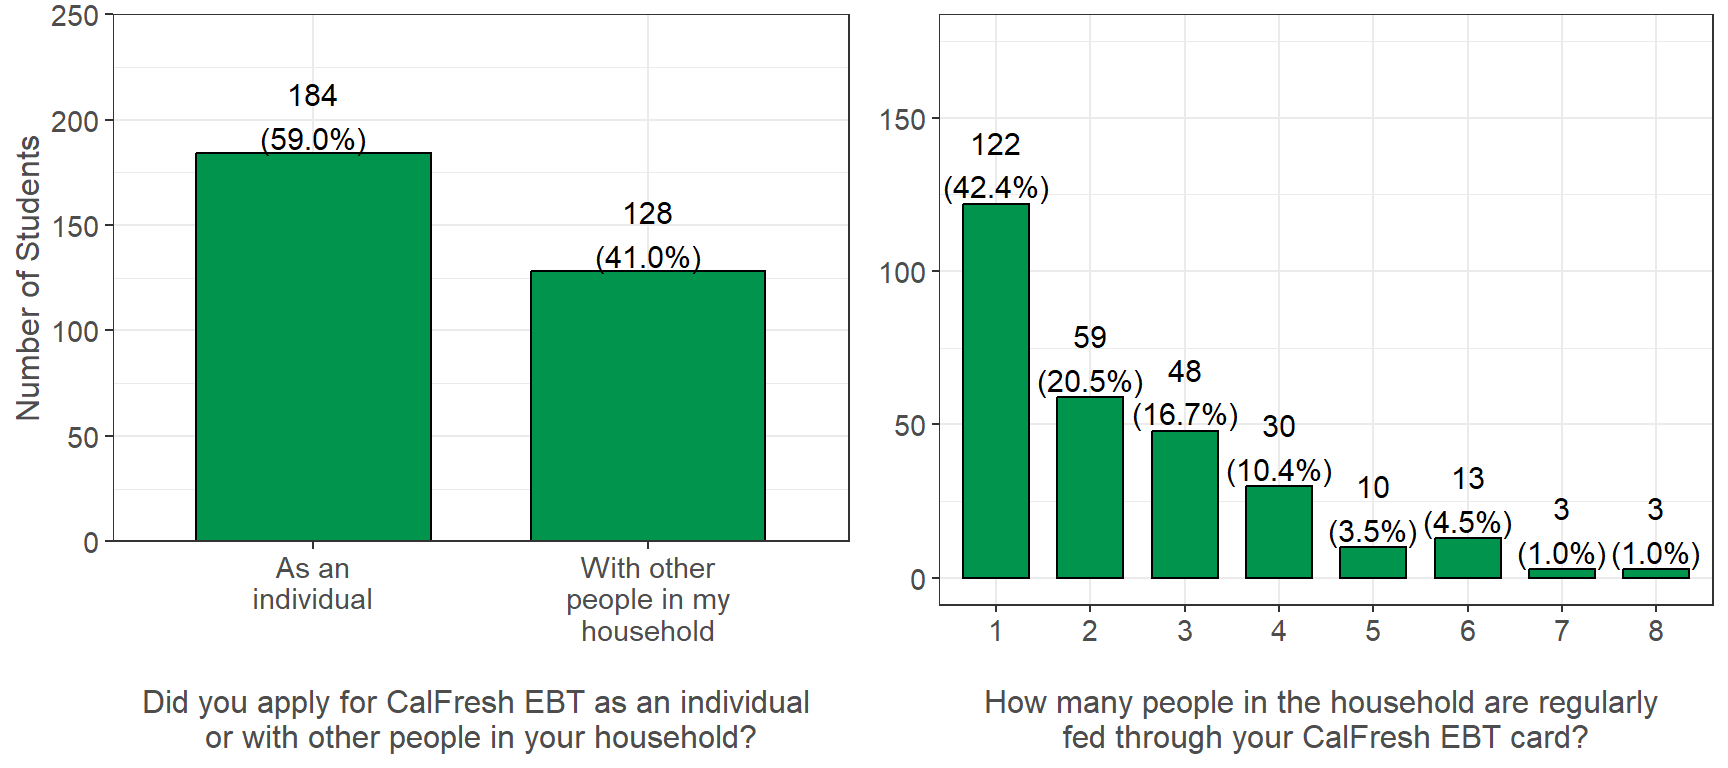 Number of Students
250
200
150
100
50
0
184
(59.0%)
128
(41.0%)
As an
individual
With other
people in my
household
Did you apply for CalFresh EBT as an individual
or with other people in your household?
150
100
50
0
122
(42.4%)
59
(20.5%)
48
(16.7%)
30
(10.4%)
10
(3.5%)
13
(4.5%)
3
(1.0%)
3
(1.0%)
1 2 3 4 5 6 7 8
How many people in the household are regularly
fed through your CalFresh EBT card?